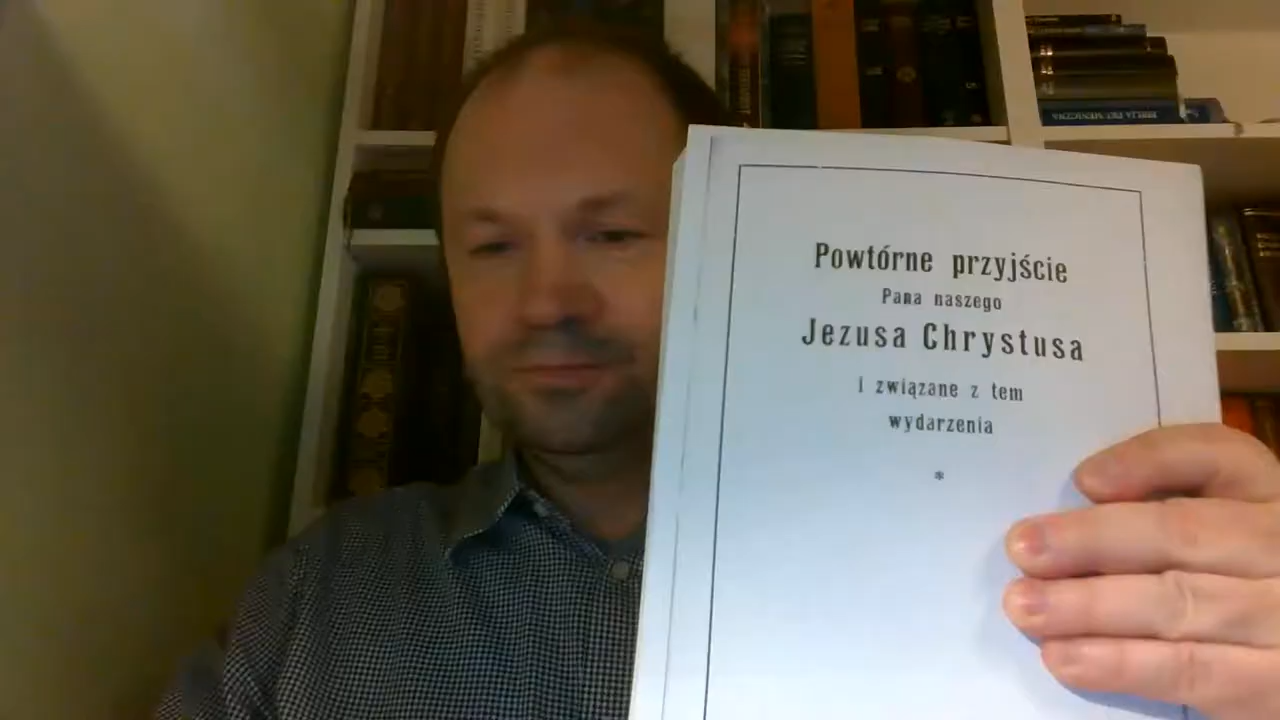 Powtórne przyjście
Pana naszego
Jezusa Chrystusa
i związane z tem
wydarzenia
*